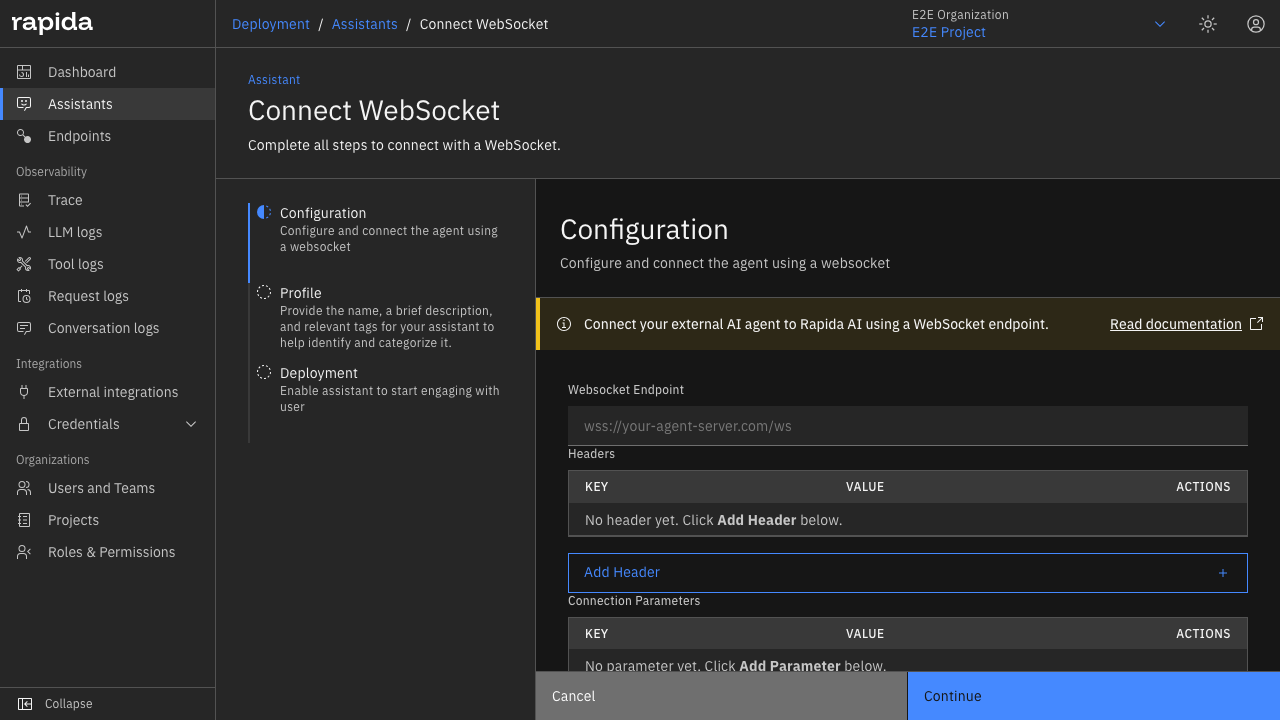 rapida
Deployment / Assistants / Connect WebSocket
E2E Organization
E2E Project
Dashboard
Assistants
Endpoints
Observability
Trace
LLM logs
Tool logs
Request logs
Conversation logs
Integrations
External integrations
Credentials
Organizations
Users and Teams
Projects
Roles & Permissions
Collapse
Assistant
Connect WebSocket
Complete all steps to connect with a WebSocket.
Configuration
Configure and connect the agent using
a websocket
Profile
Provide the name, a brief description,
and relevant tags for your assistant to
help identify and categorize it.
Deployment
Enable assistant to start engaging with
user
Configuration
Configure and connect the agent using a websocket
Connect your external AI agent to Rapida AI using a WebSocket endpoint. Read documentation
Websocket Endpoint
wss://your-agent-server.com/ws
Headers
KEY VALUE ACTIONS
No header yet. Click Add Header below.
Add Header +
Connection Parameters
KEY VALUE ACTIONS
No parameter yet. Click Add Parameter below.
Cancel Continue